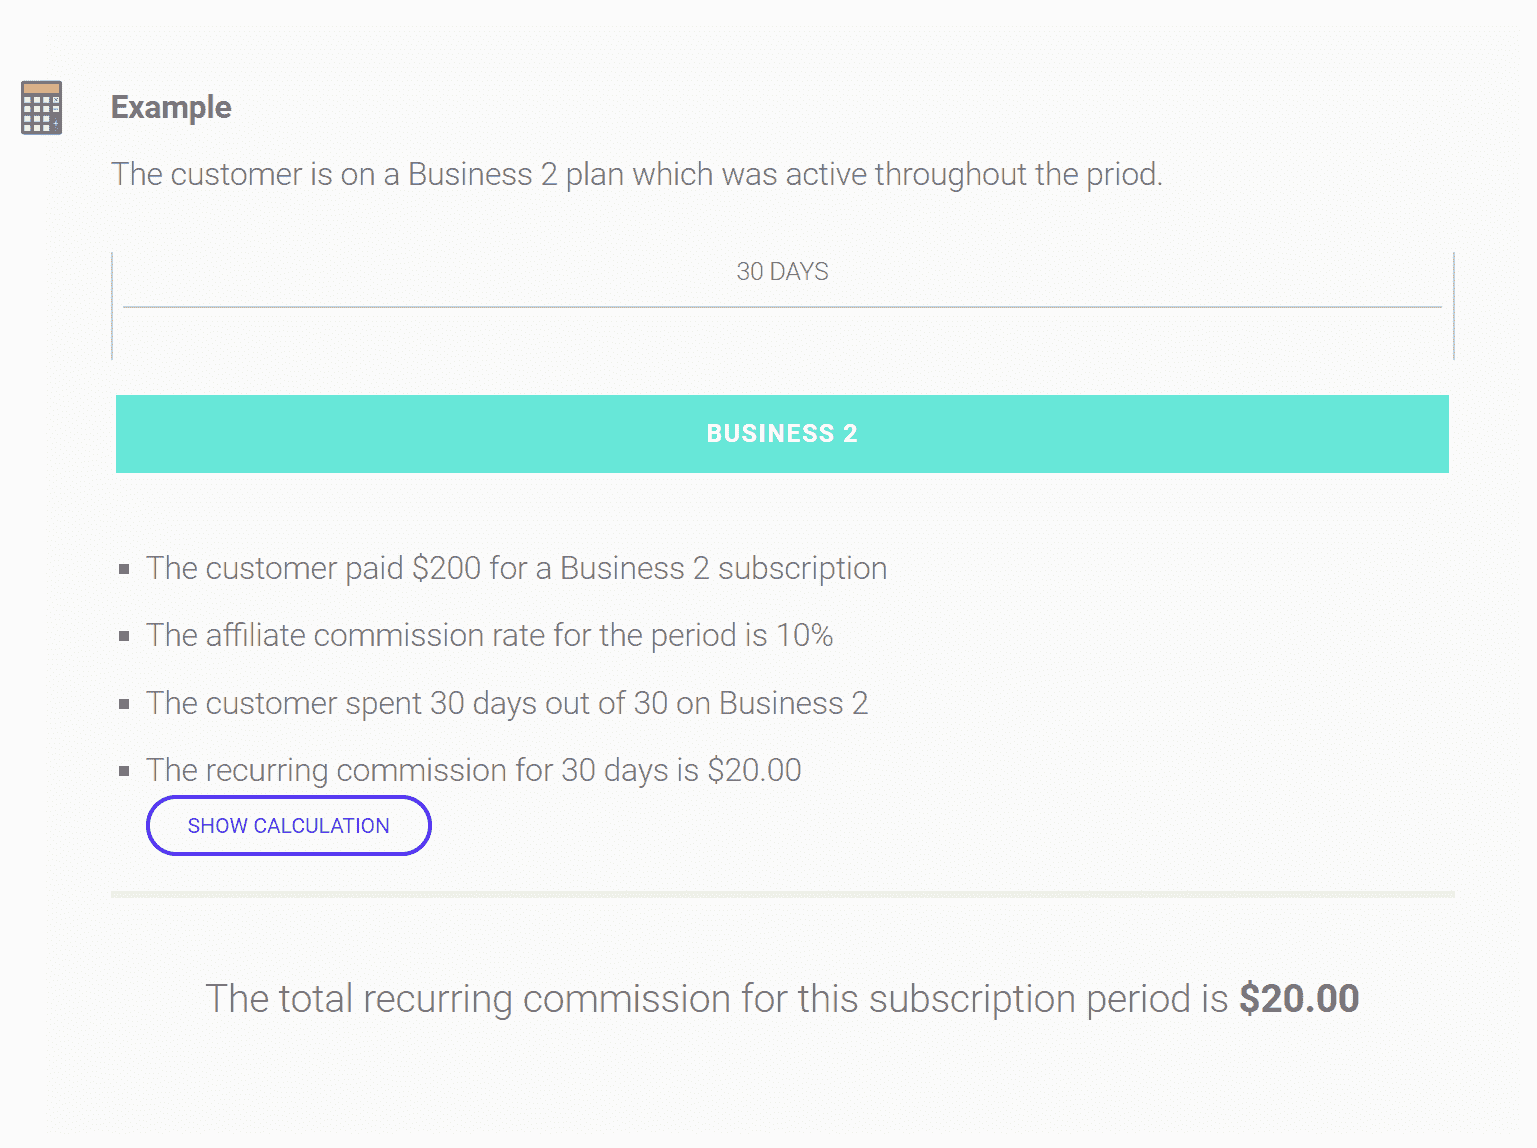 Example
The customer is on a Business 2 plan which was active throughout the priod.
30 DAYS
BUSINESS 2
The customer paid $200 for a Business 2 subscription
The affiliate commission rate for the period is 10%
The customer spent 30 days out of 30 on Business 2
The recurring commission for 30 days is $20.00
SHOW CALCULATION
The total recurring commission for this subscription period is $20.00